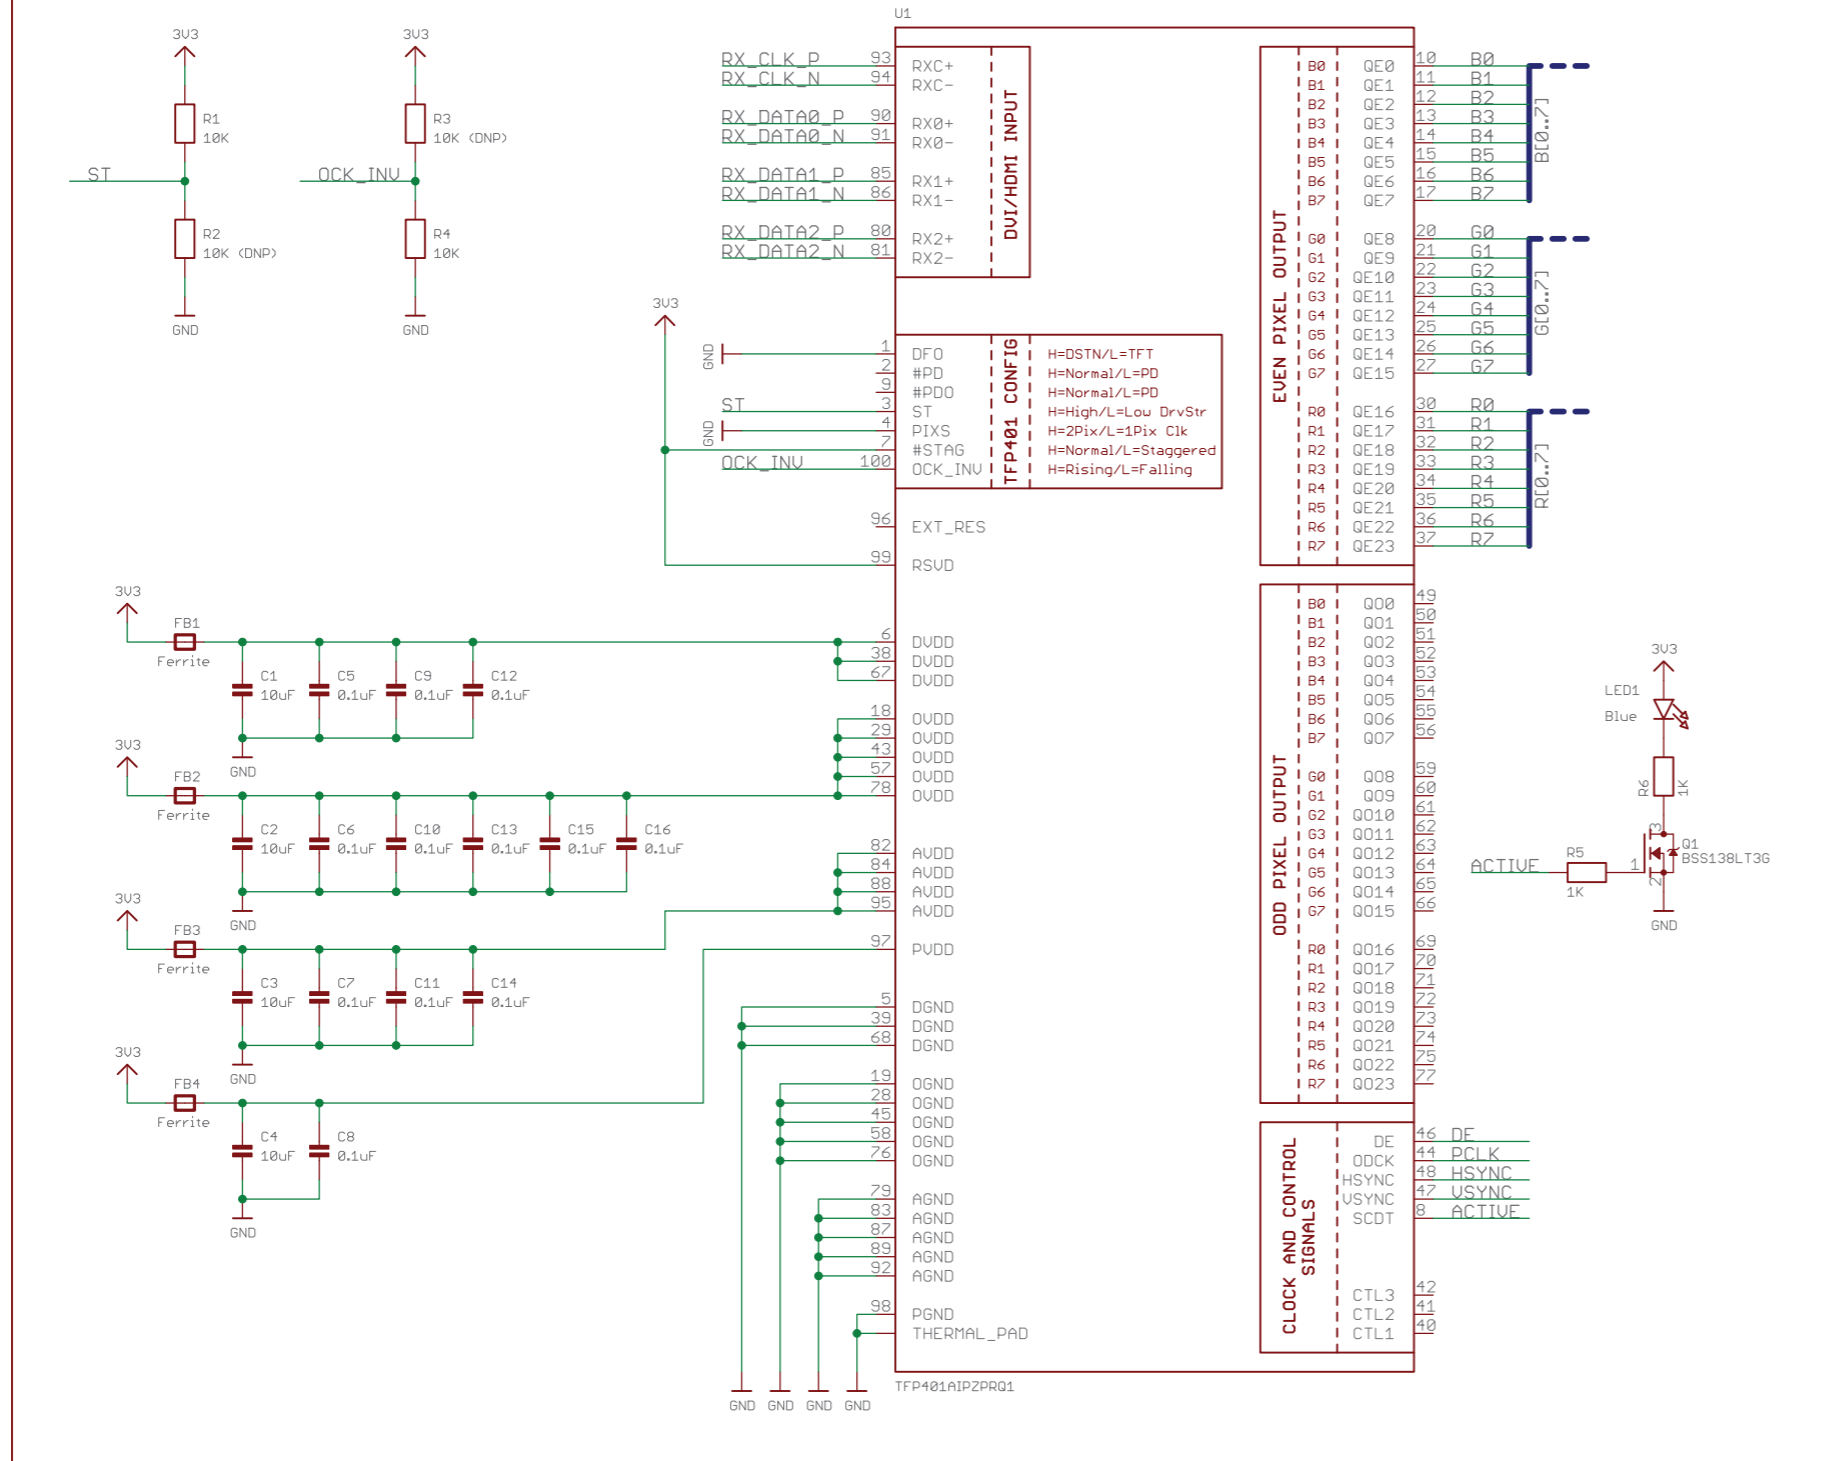 U1
3V3
R1
10K
ST
R2
10K (DNP)
GND
3V3
R3
10K (DNP)
OCK_INV
R4
10K
GND
RX_CLK_P 93 RXC+
RX_CLK_N 94 RXC-
RX_DATA0_P 90 RX0+
RX_DATA0_N 91 RX0-
RX_DATA1_P 85 RX1+
RX_DATA1_N 86 RX1-
RX_DATA2_P 80 RX2+
RX_DATA2_N 81 RX2-
DVI/HDMI INPUT
3V3
GND 1 DFO H=DSTN/L=TFT
2 #PD H=Normal/L=PD
9 #PDO H=Normal/L=PD
ST 3 ST H=High/L=Low DrvStr
GND 4 PIXS H=2Pix/L=1Pix Clk
7 #STAG H=Normal/L=Staggered
OCK_INV 100 OCK_INV H=Rising/L=Falling
TFP401 CONFIG
96 EXT_RES
99 RSVD
3V3
FB1
Ferrite
C1
10uF
C5
0.1uF
C9
0.1uF
C12
0.1uF
GND
6 DVDD
38 DVDD
67 DVDD
3V3
FB2
Ferrite
C2
10uF
C6
0.1uF
C10
0.1uF
C13
0.1uF
C15
0.1uF
C16
0.1uF
GND
18 OVDD
29 OVDD
43 OVDD
57 OVDD
78 OVDD
3V3
FB3
Ferrite
C3
10uF
C7
0.1uF
C11
0.1uF
C14
0.1uF
GND
82 AVDD
84 AVDD
88 AVDD
95 AVDD
3V3
FB4
Ferrite
C4
10uF
C8
0.1uF
GND
97 PVDD
5 DGND
39 DGND
68 DGND
19 OGND
28 OGND
45 OGND
58 OGND
76 OGND
79 AGND
83 AGND
87 AGND
89 AGND
92 AGND
98 PGND
THERMAL_PAD
GND GND GND GND
TFP401AIPZPRQ1
EVEN PIXEL OUTPUT
B0 QE0 10 B0
B1 QE1 11 B1
B2 QE2 12 B2
B3 QE3 13 B3
B4 QE4 14 B4
B5 QE5 15 B5
B6 QE6 16 B6
B7 QE7 17 B7
B[0..7]
G0 QE8 20 G0
G1 QE9 21 G1
G2 QE10 22 G2
G3 QE11 23 G3
G4 QE12 24 G4
G5 QE13 25 G5
G6 QE14 26 G6
G7 QE15 27 G7
G[0..7]
R0 QE16 30 R0
R1 QE17 31 R1
R2 QE18 32 R2
R3 QE19 33 R3
R4 QE20 34 R4
R5 QE21 35 R5
R6 QE22 36 R6
R7 QE23 37 R7
R[0..7]
ODD PIXEL OUTPUT
B0 QO0 49
B1 QO1 50
B2 QO2 51
B3 QO3 52
B4 QO4 53
B5 QO5 54
B6 QO6 55
B7 QO7 56
G0 QO8 59
G1 QO9 60
G2 QO10 61
G3 QO11 62
G4 QO12 63
G5 QO13 64
G6 QO14 65
G7 QO15 66
R0 QO16 69
R1 QO17 70
R2 QO18 71
R3 QO19 72
R4 QO20 73
R5 QO21 74
R6 QO22 75
R7 QO23 77
CLOCK AND CONTROL
SIGNALS
DE 46 DE
ODCK 44 PCLK
HSYNC 48 HSYNC
VSYNC 47 VSYNC
SCDT 8 ACTIVE
CTL3 42
CTL2 41
CTL1 40
3V3
LED1
Blue
R6
1K
3
Q1
BSS138LT3G
ACTIVE
R5
1K
1
2
GND